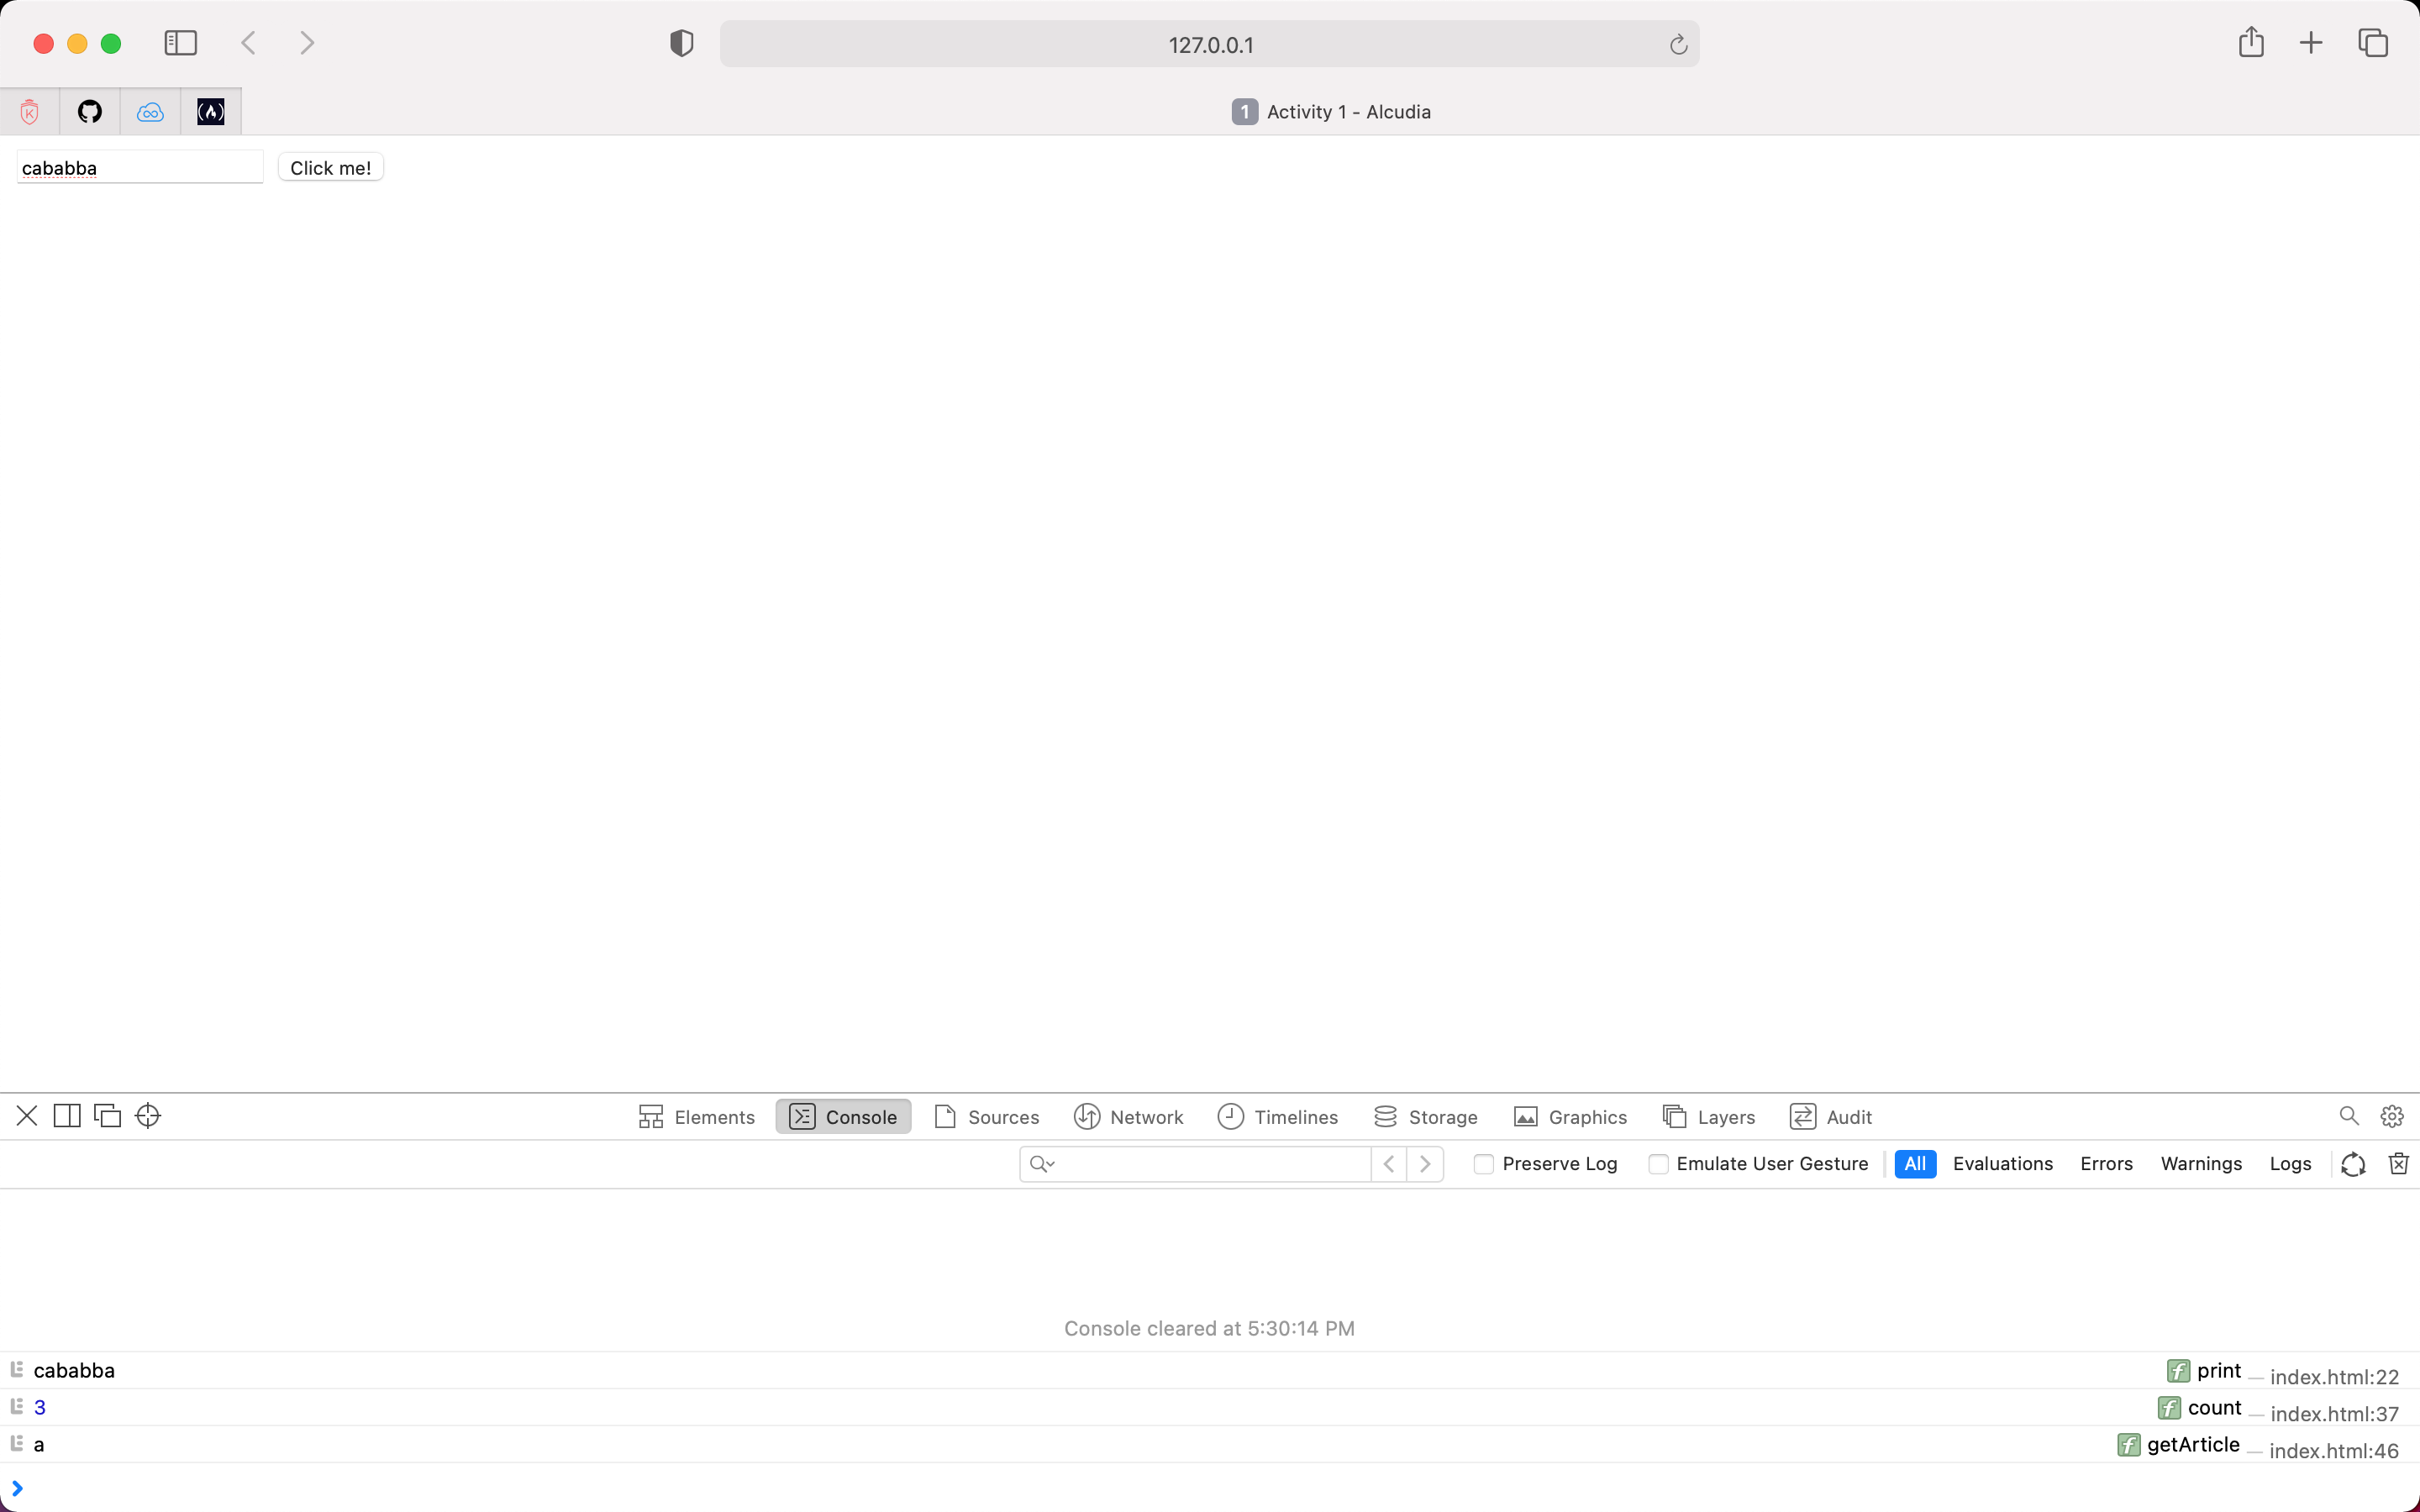 127.0.0.1
K
1 Activity 1 - Alcudia
cababba Click me!
Elements Console Sources Network Timelines Storage Graphics Layers Audit
Preserve Log Emulate User Gesture All Evaluations Errors Warnings Logs
Console cleared at 5:30:14 PM
cababba f print — index.html:22
3 f count — index.html:37
a f getArticle — index.html:46